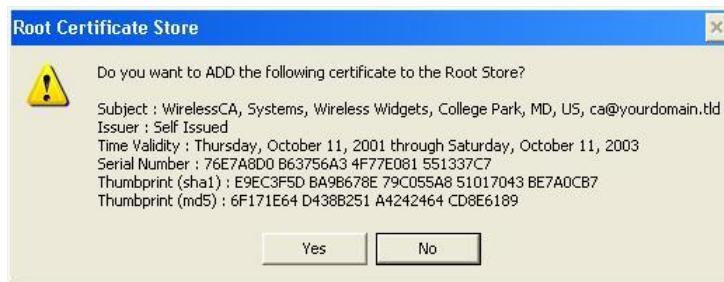 Root Certificate Store
Do you want to ADD the following certificate to the Root Store?
Subject : WirelessCA, Systems, Wireless Widgets, College Park, MD, US, ca@yourdomain.tld
Issuer : Self Issued
Time Validity : Thursday, October 11, 2001 through Saturday, October 11, 2003
Serial Number : 76E7A8D0 B63756A3 4F77E081 551337C7
Thumbprint (sha1) : E9EC3F5D BA9B678E 79C055A8 51017043 BE7A0CB7
Thumbprint (md5) : 6F171E64 D438B251 A4242464 CD8E6189
Yes No